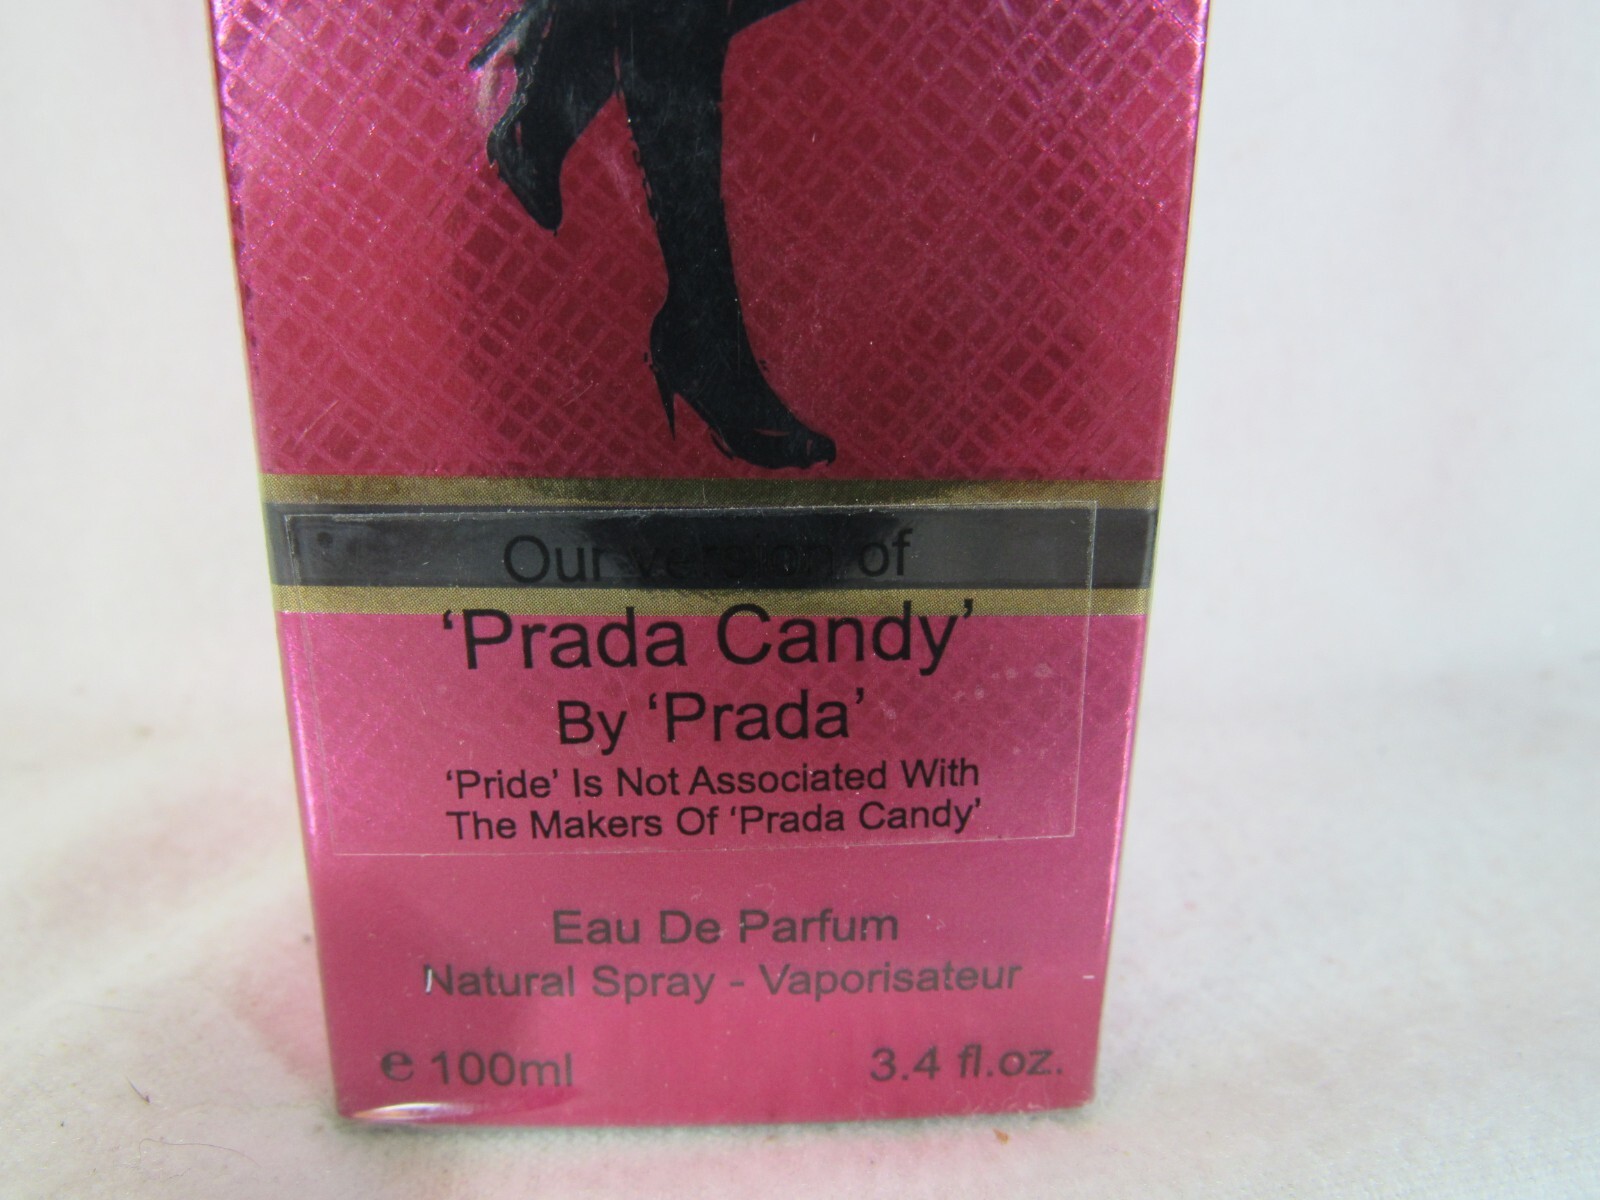 Our version of
‘Prada Candy’
By ‘Prada’
‘Pride’ Is Not Associated With
The Makers Of ‘Prada Candy’
Eau De Parfum
Natural Spray - Vaporisateur
℮ 100ml 3.4 fl.oz.